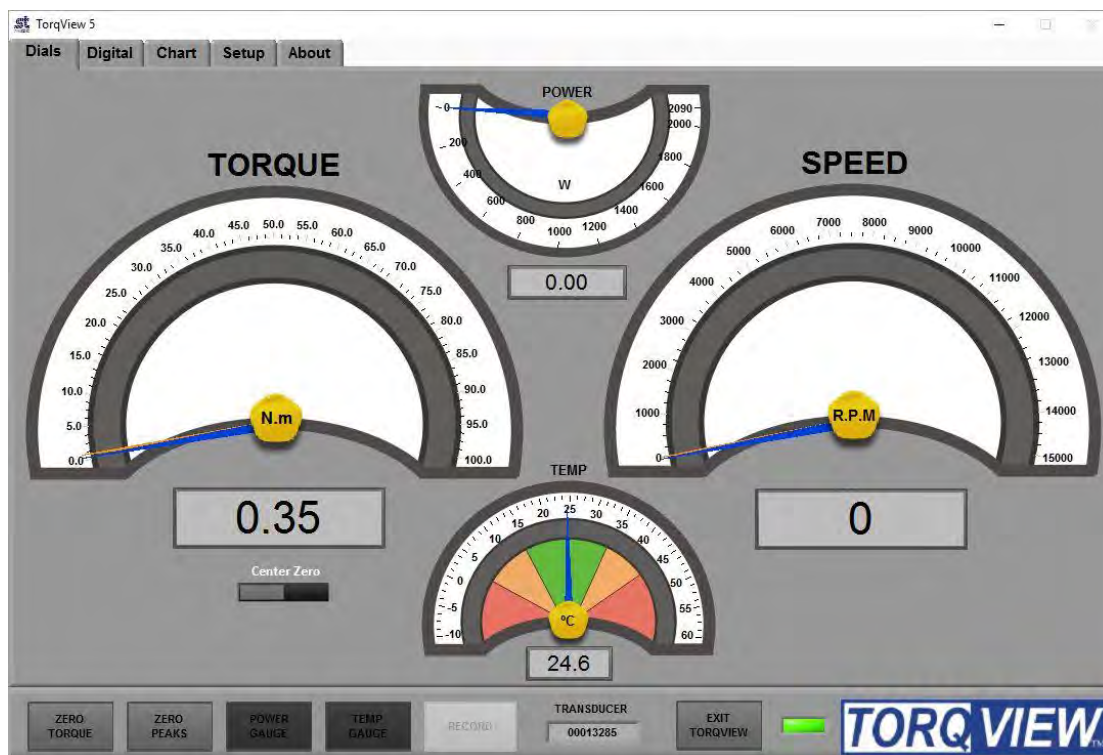 TorqView 5
Dials Digital Chart Setup About
POWER
0 200 400 600 800 1000 1200 1400 1600 1800 2000 2090
W
0.00
TORQUE
0.0 5.0 10.0 15.0 20.0 25.0 30.0 35.0 40.0 45.0 50.0 55.0 60.0 65.0 70.0 75.0 80.0 85.0 90.0 95.0 100.0
N.m
0.35
Center Zero
SPEED
0 1000 2000 3000 4000 5000 6000 7000 8000 9000 10000 11000 12000 13000 14000 15000
R.P.M
0
TEMP
-10 -5 0 5 10 15 20 25 30 35 40 45 50 55 60
°C
24.6
ZERO
TORQUE
ZERO
PEAKS
POWER
GAUGE
TEMP
GAUGE
RECORD
TRANSDUCER
00013285
EXIT
TORQVIEW
TORQVIEW